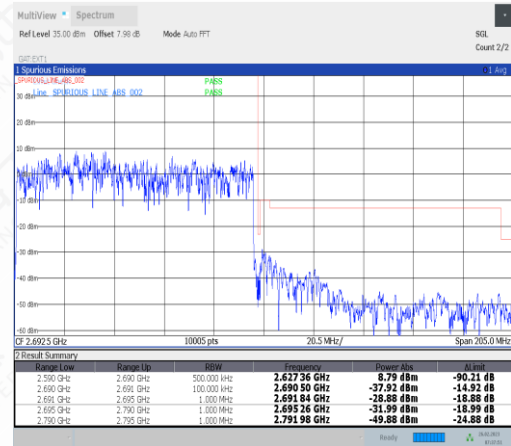 MultiView Spectrum
Ref Level 35.00 dBm Offset 7.98 dB Mode Auto FFT SGL
Count 2/2
GAT:EXT1
1 Spurious Emissions 1 Avg
SPURIOUS_LINE_ABS_002 PASS
Line SPURIOUS LINE ABS 002 PASS
30 dBm
20 dBm
10 dBm
0 dBm
-10 dBm
-20 dBm
-30 dBm
-40 dBm
-50 dBm
-60 dBm
CF 2.6925 GHz 10005 pts 20.5 MHz/ Span 205.0 MHz
2 Result Summary
Range Low Range Up RBW Frequency Power Abs ΔLimit
2.590 GHz 2.690 GHz 500.000 kHz 2.627 36 GHz 8.79 dBm -90.21 dB
2.690 GHz 2.691 GHz 100.000 kHz 2.690 50 GHz -37.92 dBm -14.92 dB
2.691 GHz 2.695 GHz 1.000 MHz 2.691 84 GHz -28.88 dBm -18.88 dB
2.695 GHz 2.790 GHz 1.000 MHz 2.695 26 GHz -31.99 dBm -18.99 dB
2.790 GHz 2.795 GHz 1.000 MHz 2.791 98 GHz -49.88 dBm -24.88 dB
Ready